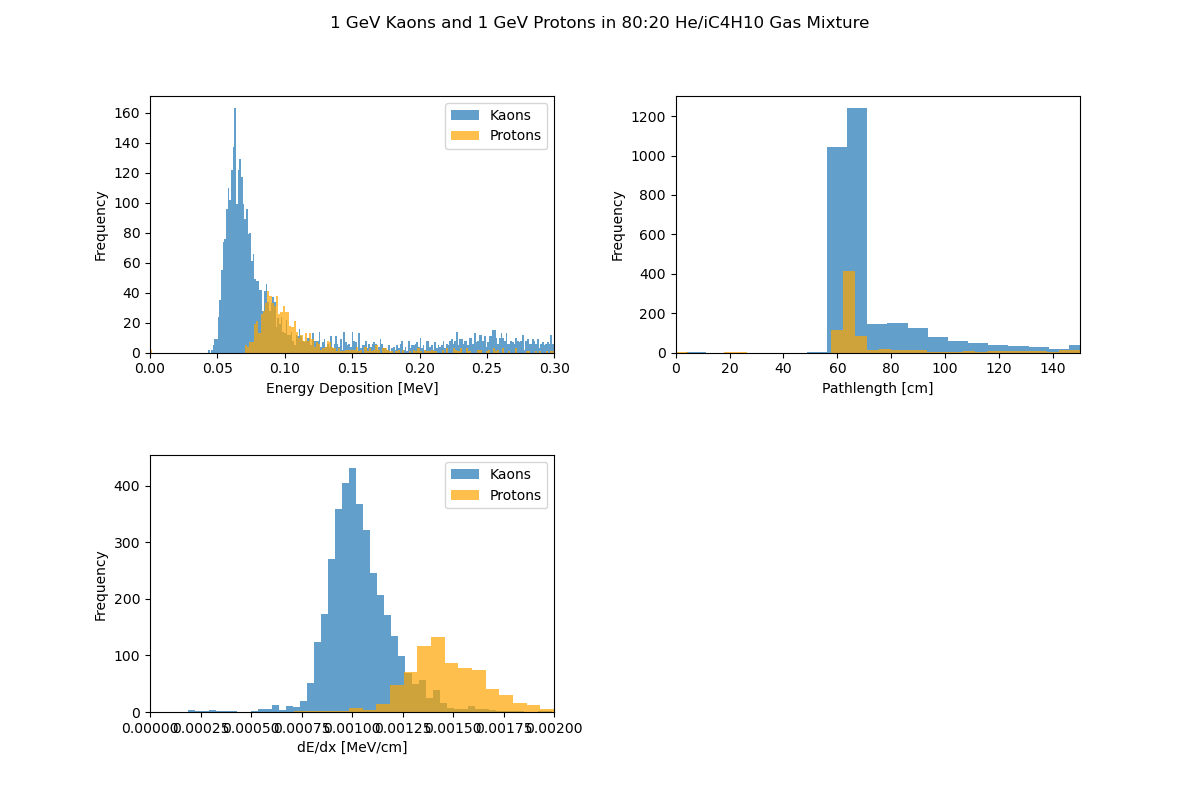 1 GeV Kaons and 1 GeV Protons in 80:20 He/iC4H10 Gas Mixture
Frequency
160
140
120
100
80
60
40
20
0
0.00 0.05 0.10 0.15 0.20 0.25 0.30
Energy Deposition [MeV]
Kaons
Protons
Frequency
1200
1000
800
600
400
200
0
0 20 40 60 80 100 120 140
Pathlength [cm]
Frequency
400
300
200
100
0
0.00000 0.00025 0.00050 0.00075 0.00100 0.00125 0.00150 0.00175 0.00200
dE/dx [MeV/cm]
Kaons
Protons